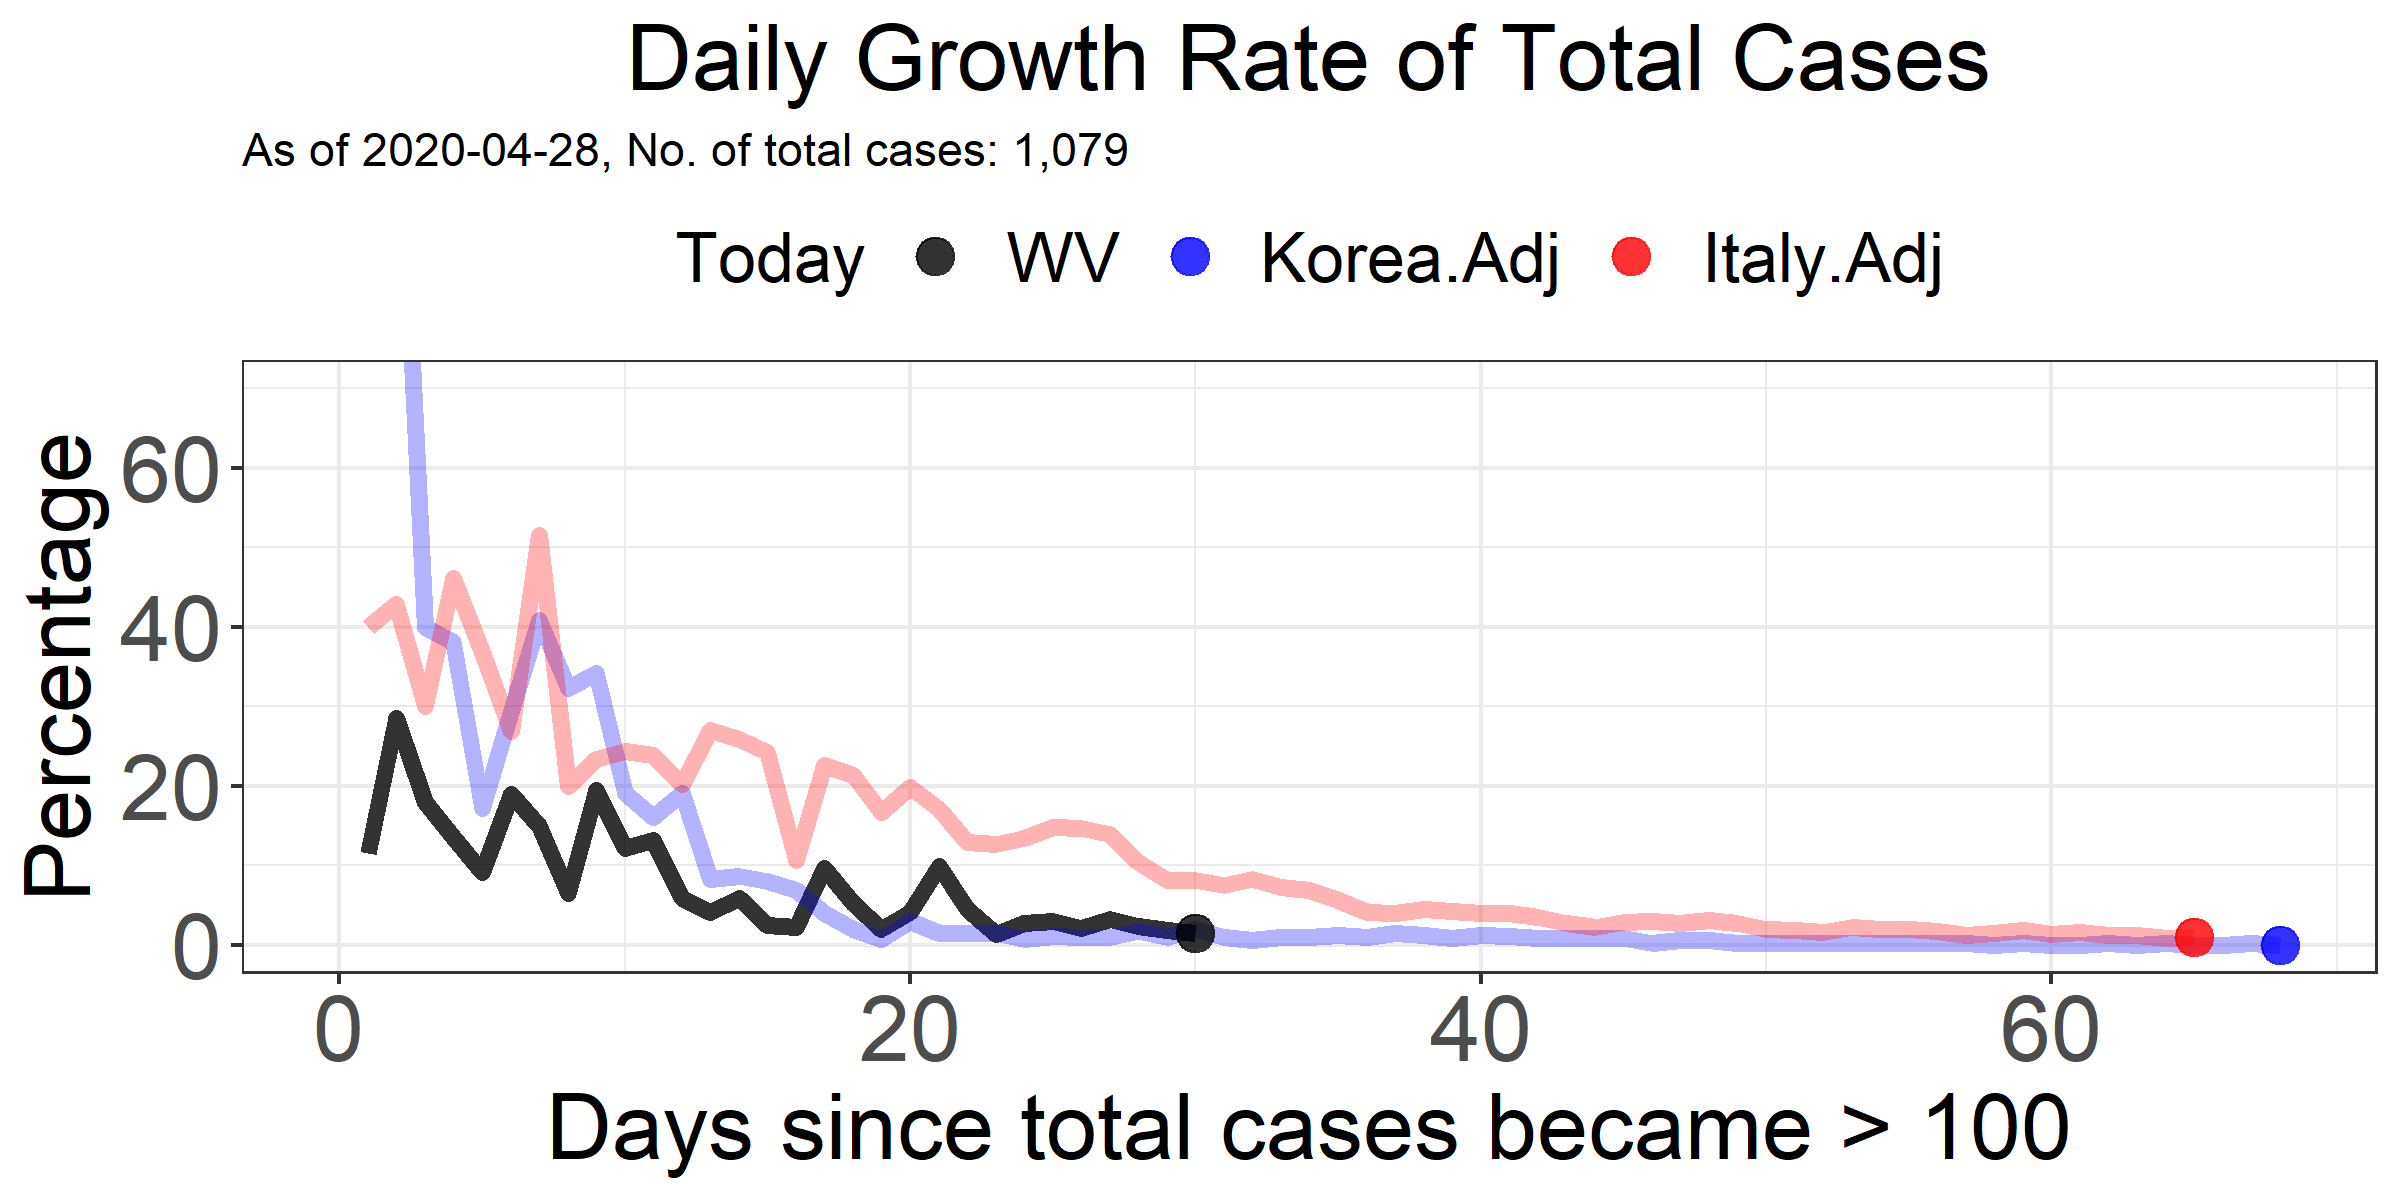 Daily Growth Rate of Total Cases
As of 2020-04-28, No. of total cases: 1,079
Today WV Korea.Adj Italy.Adj
Percentage
60
40
20
0
0 20 40 60
Days since total cases became > 100